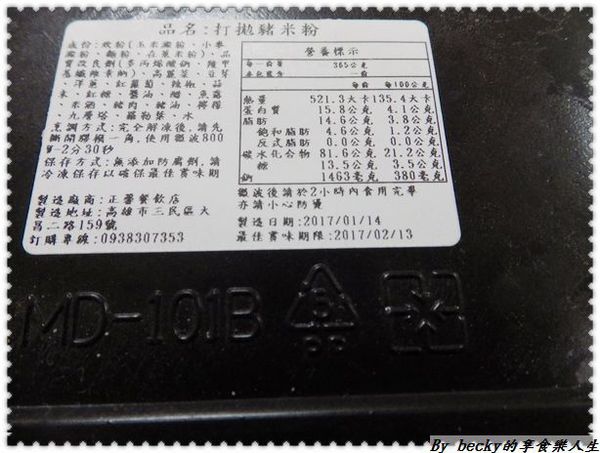 品名:打拋豬米粉
成份:炊粉(玉米澱粉、小麥
澱粉、麵粉、在萊米粉)、品
質改良劑(多丙烯酸鈉、羧甲
基纖維素鈉)、高麗菜、豆芽
、洋蔥、紅蘿蔔、辣椒、蝦
米、紅糖、醬油、醋、魚露
、米酒、豬肉、豬油、檸檬
、九層塔、羅勒葉、水
烹調方式:完全解凍後,請先
撕開膠模一角,使用微波800
W-2分30秒
保存方式:無添加防腐劑,請
冷凍保存以確保最佳賞味期
製造廠商:正馨餐飲店
製造地址:高雄市三民區大
昌二路159號
訂購專線:0938307353
營養標示
每一份量 365公克
本包裝含 一份
每份 每100公克
熱量 521.3大卡 135.4大卡
蛋白質 15.8公克 4.1公克
脂肪 14.6公克 3.8公克
飽和脂肪 4.6公克 1.2公克
反式脂肪 0公克 0公克
碳水化合物 81.6公克 21.2公克
糖 13.5公克 3.5公克
鈉 1463毫克 380毫克
微波後請於2小時內食用完畢
亦請小心防燙
製造日期:2017/01/14
最佳賞味期限:2017/02/13
MD-101B
5
PP
By becky的享食樂人生